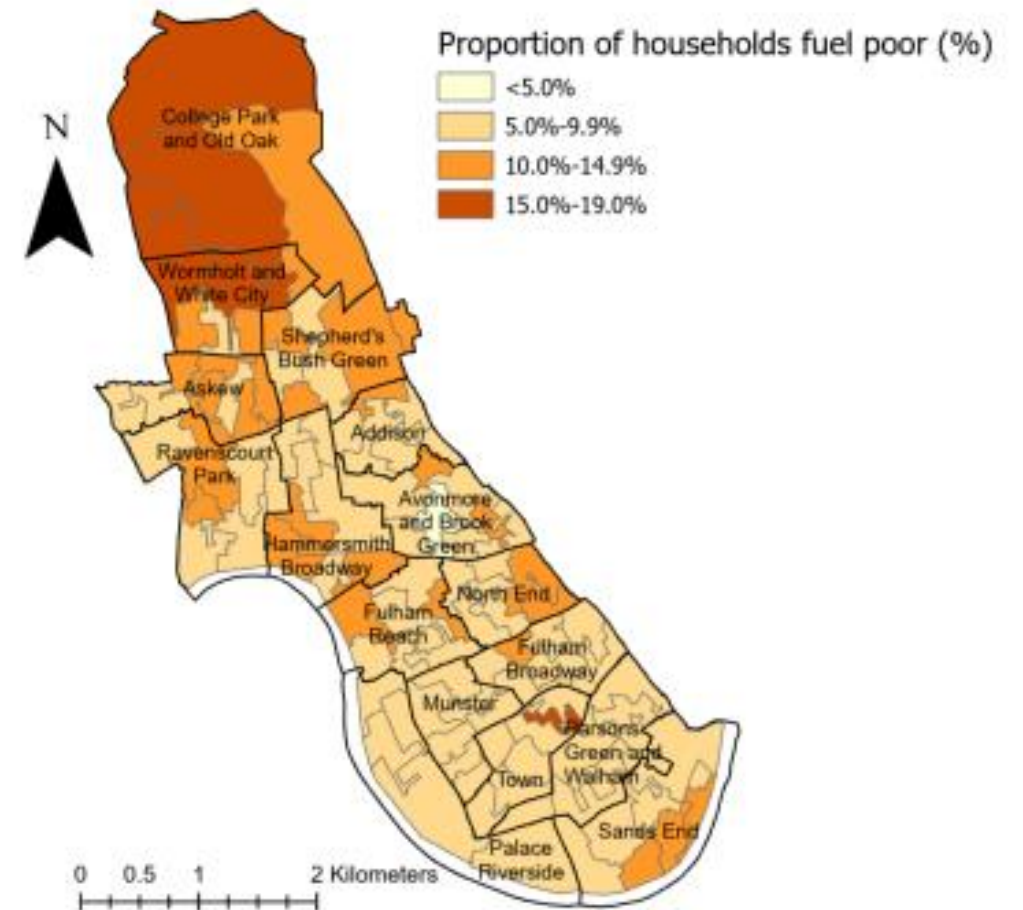 Proportion of households fuel poor (%)
<5.0%
5.0%-9.9%
10.0%-14.9%
15.0%-19.0%
N
College Park
and Old Oak
Wormholt and
White City
Shepherd's
Bush Green
Askew
Addison
Ravenscourt
Park
Avonmore
and Brook
Green
Hammersmith
Broadway
North End
Fulham
Reach
Fulham
Broadway
Munster
Parsons
Green and
Walham
Town
Sands End
Palace
Riverside
0 0.5 1 2 Kilometers